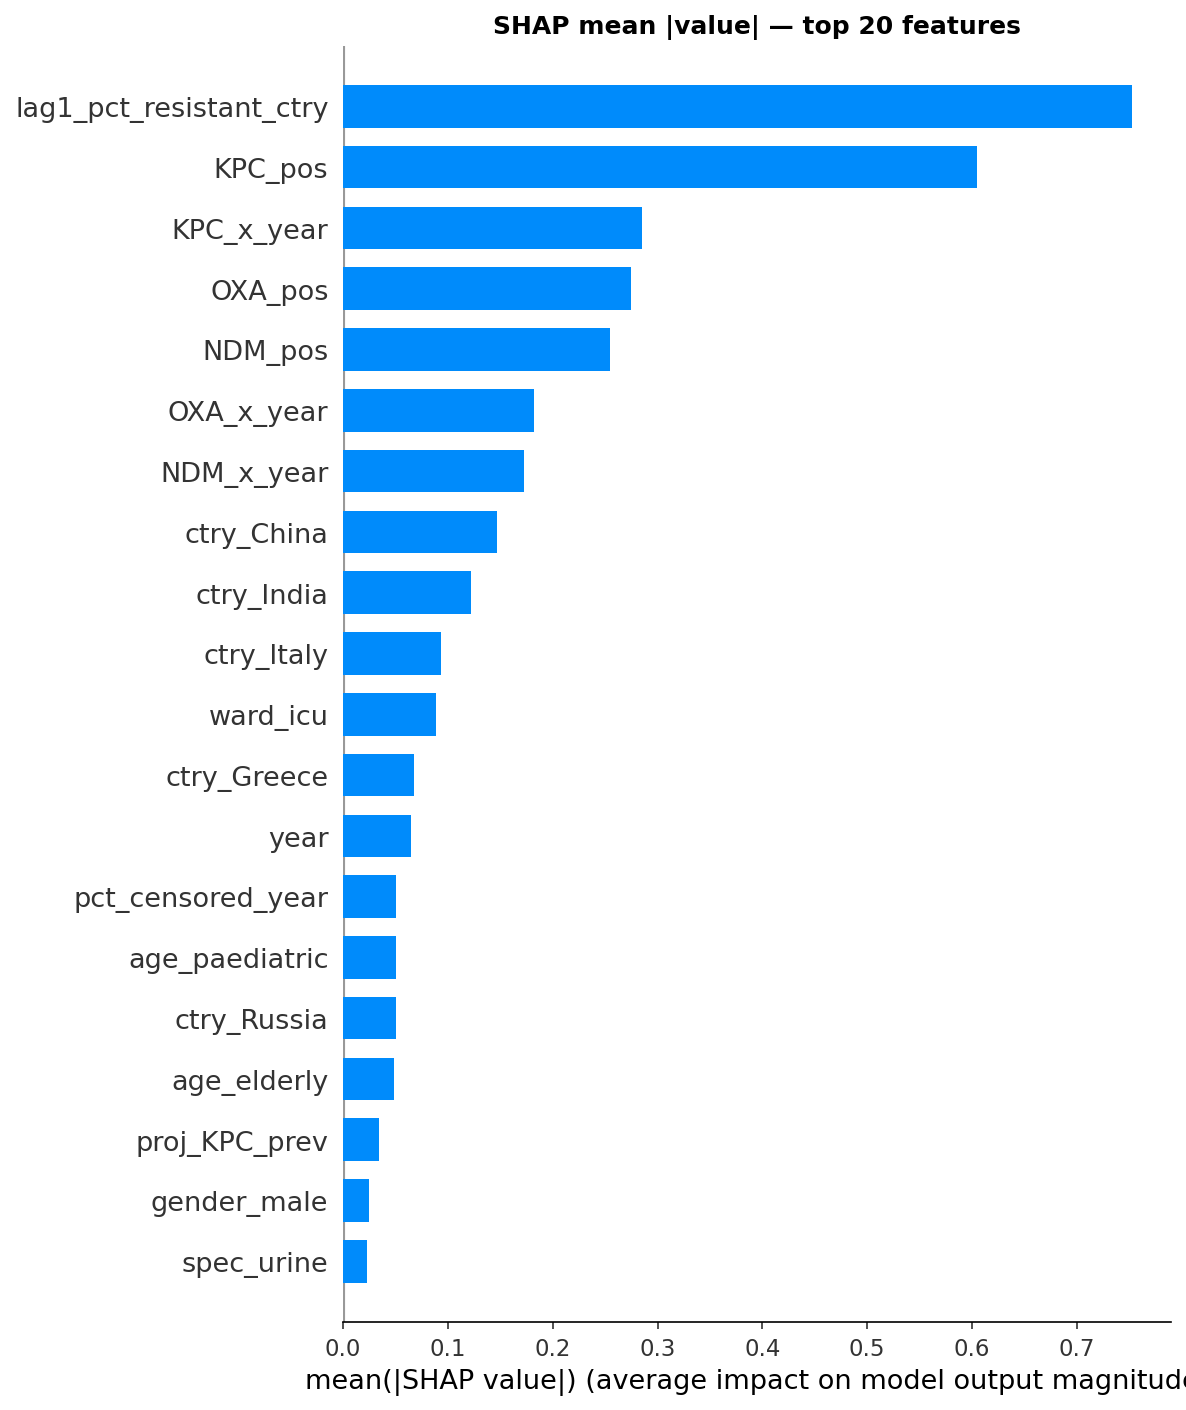 SHAP mean |value| — top 20 features
lag1_pct_resistant_ctry
KPC_pos
KPC_x_year
OXA_pos
NDM_pos
OXA_x_year
NDM_x_year
ctry_China
ctry_India
ctry_Italy
ward_icu
ctry_Greece
year
pct_censored_year
age_paediatric
ctry_Russia
age_elderly
proj_KPC_prev
gender_male
spec_urine
0.0 0.1 0.2 0.3 0.4 0.5 0.6 0.7
mean(|SHAP value|) (average impact on model output magnitude